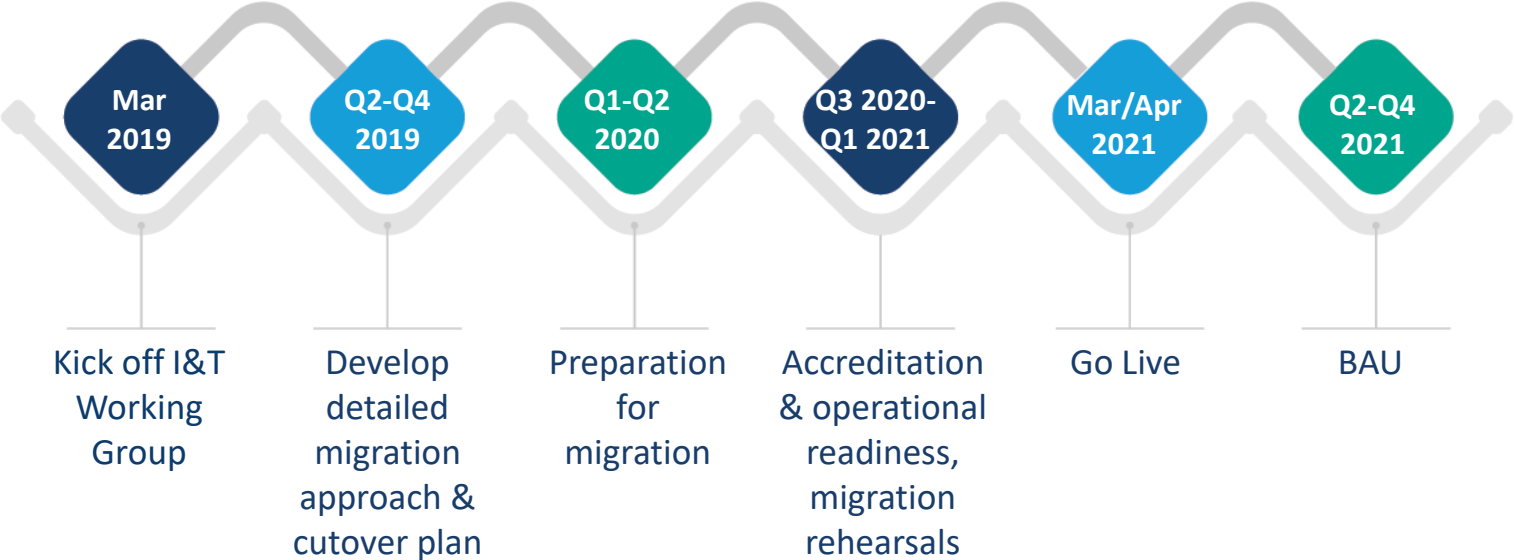 Mar
2019
Q2-Q4
2019
Q1-Q2
2020
Q3 2020-
Q1 2021
Mar/Apr
2021
Q2-Q4
2021
Kick off I&T
Working
Group
Develop
detailed
migration
approach &
cutover plan
Preparation
for
migration
Accreditation
& operational
readiness,
migration
rehearsals
Go Live
BAU